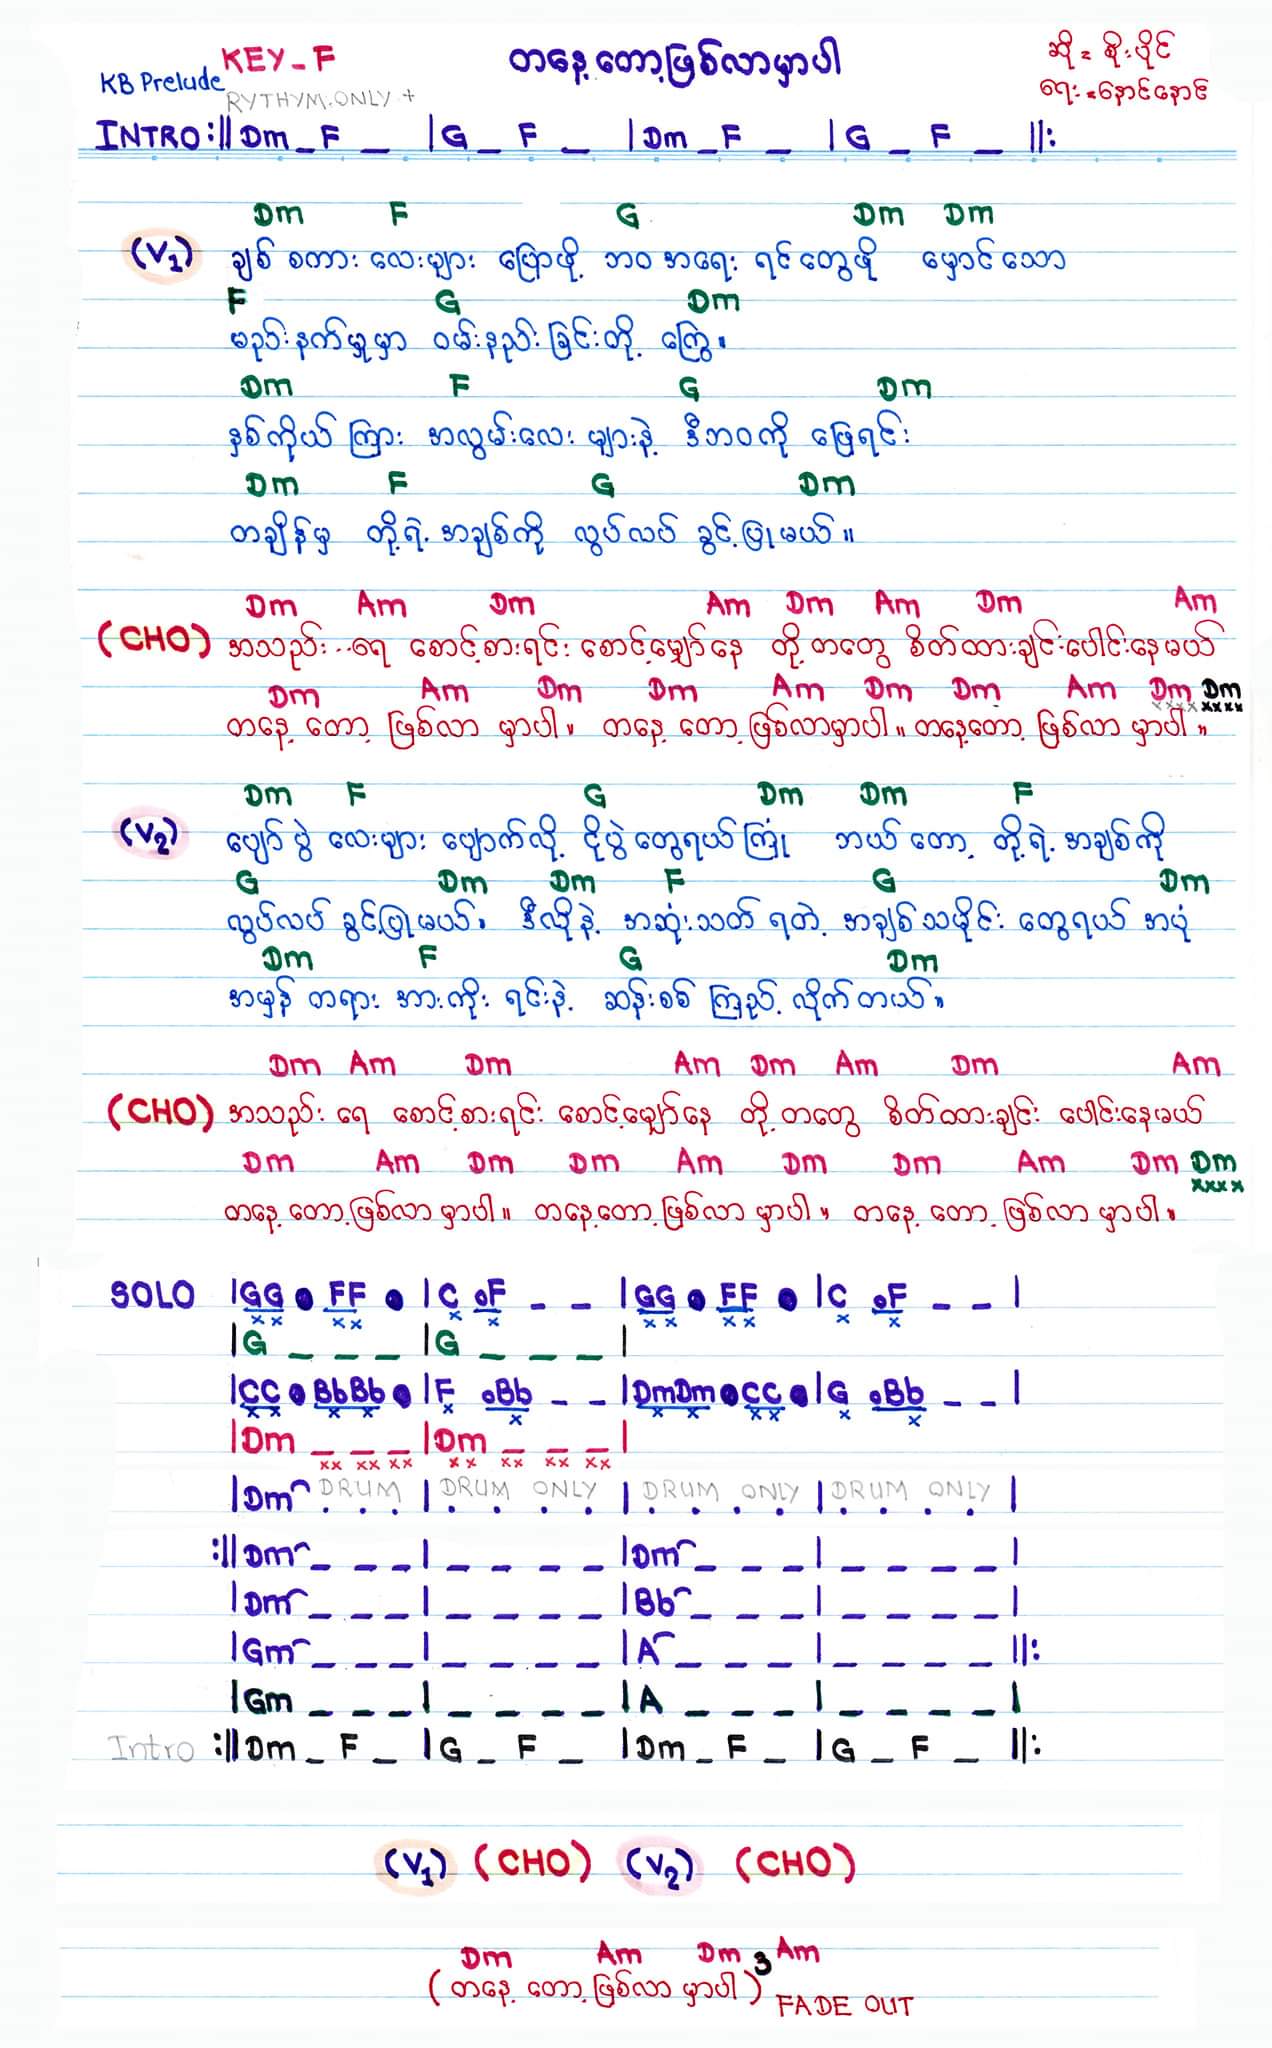 KEY_F
တနေ့တော့ဖြစ်လာမှာပါ
ဆို = စိုးပိုင်
KB Prelude
RYTHYM.ONLY +
ရေး = နောင်နောင်
INTRO :|| Dm _ F _ | G _ F _ | Dm _ F _ | G _ F _ ||:
Dm F G Dm Dm
(V1) ချစ် စကား လေးများ ပြောဖို့ ဘဝ အရေး ရင်တွေဖို မှောင်သော
F G Dm
မည်းနက်မှုမှာ ဝမ်းနည်းခြင်းတို့ ကြွေ။
Dm F G Dm
နှစ်ကိုယ် ကြား အလွမ်းလေး များနဲ့ ဒီဘဝကို ဖြေရင်း
Dm F G Dm
တချိန်မှ တို့ရဲ့ အချစ်ကို လွပ်လပ် ခွင့်ပြုမယ်။
Dm Am Dm Am Dm Am Dm Am
(CHO) အသည်း..ရေ စောင့်စားရင်း စောင့်မျှော်နေ တို့တတွေ စိတ်ထားချင်းပေါင်းနေမယ်
Dm Am Dm Dm Am Dm Dm Am Dm Dm
xxxx xxxx
တနေ့ တော့ ဖြစ်လာ မှာပါ။ တနေ့ တော့ ဖြစ်လာမှာပါ။ တနေ့တော့ ဖြစ်လာ မှာပါ။
Dm F G Dm Dm F
(V2) ပျော်ပွဲ လေးများ ပျောက်လို့ ငိုပွဲတွေရယ်ကြုံ ဘယ်တော့ တို့ရဲ့ အချစ်ကို
G Dm Dm F G Dm
လွပ်လပ် ခွင့်ပြုမယ်။ ဒီလိုနဲ့ အဆုံးသတ် ရတဲ့ အချစ်သမိုင်း တွေရယ် အပုံ
Dm F G Dm
အမှန် တရား အားကိုး ရင်းနဲ့ ဆန်းစစ် ကြည့် လိုက်တယ်။
Dm Am Dm Am Dm Am Dm Am
(CHO) အသည်း ရေ စောင့်စားရင်း စောင့်မျှော်နေ တို့ တတွေ စိတ်ထားချင်း ပေါင်းနေမယ်
Dm Am Dm Dm Am Dm Dm Am Dm Dm
xxxx
တနေ့ တော့ဖြစ်လာ မှာပါ။ တနေ့တော့ဖြစ်လာ မှာပါ။ တနေ့ တော့ ဖြစ်လာ မှာပါ။
SOLO |GG ● FF ● |C oF _ _ |GG ● FF ● |C oF _ _ |
x x x x x x x x x x x x
|G _ _ _ |G _ _ _ |
|CC ● BbBb ● |F oBb _ _ |DmDm ● CC ● |G oBb _ _ |
x x x x x x x x x x x x
|Dm _ _ _ |Dm _ _ _ |
xx xx xx xx xx xx xx
|Dm DRUM | DRUM ONLY | DRUM ONLY | DRUM ONLY |
:||Dm _ _ _ | _ _ _ _ |Dm _ _ _ | _ _ _ _ |
|Dm _ _ _ | _ _ _ _ |Bb _ _ _ | _ _ _ _ |
|Gm _ _ _ | _ _ _ _ |A _ _ _ | _ _ _ _ ||:
|Gm _ _ _ | _ _ _ _ |A _ _ _ | _ _ _ _ |
Intro :||Dm _ F _ |G _ F _ |Dm _ F _ |G _ F _ ||:
(V1) (CHO) (V2) (CHO)
Dm Am Dm Am
(တနေ့ တော့ ဖြစ်လာ မှာပါ)3 FADE OUT